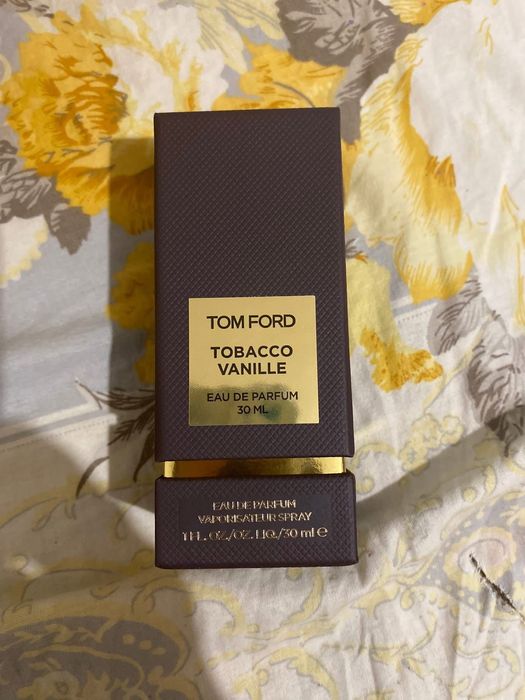 TOM FORD
TOBACCO
VANILLE
EAU DE PARFUM
30 ML
EAU DE PARFUM
VAPORISATEUR SPRAY
1 FL. OZ./OZ. LIQ./30 ml ℮